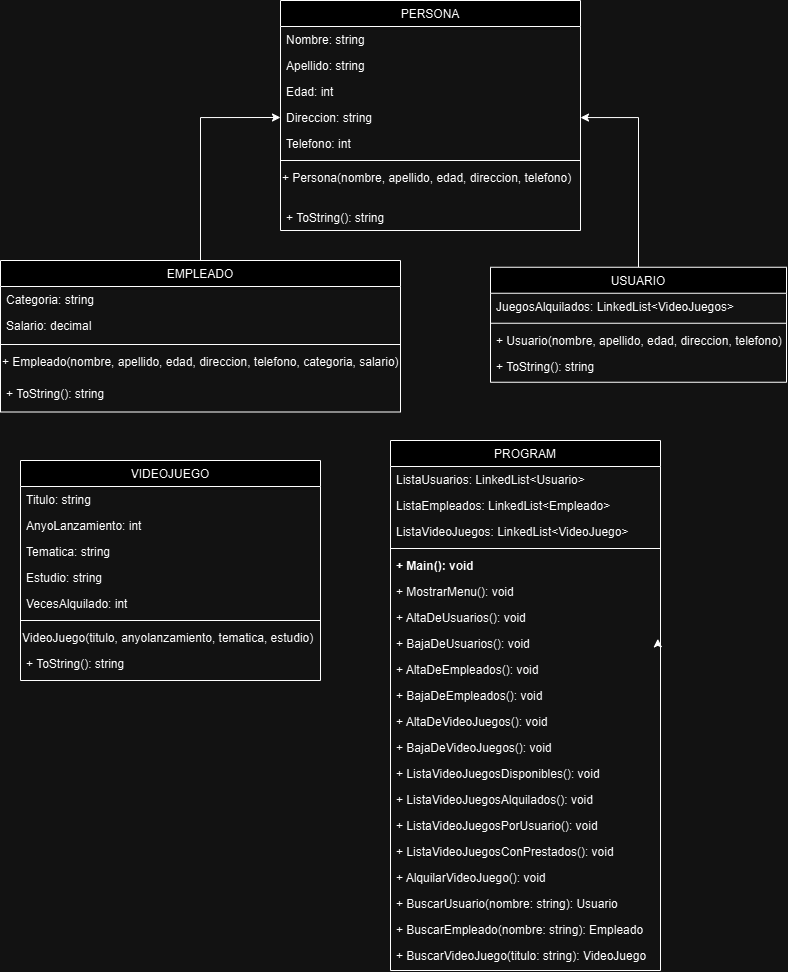 PERSONA
Nombre: string
Apellido: string
Edad: int
Direccion: string
Telefono: int
+ Persona(nombre, apellido, edad, direccion, telefono)
+ ToString(): string
EMPLEADO
Categoria: string
Salario: decimal
+ Empleado(nombre, apellido, edad, direccion, telefono, categoria, salario)
+ ToString(): string
USUARIO
JuegosAlquilados: LinkedList<VideoJuegos>
+ Usuario(nombre, apellido, edad, direccion, telefono)
+ ToString(): string
VIDEOJUEGO
Titulo: string
AnyoLanzamiento: int
Tematica: string
Estudio: string
VecesAlquilado: int
VideoJuego(titulo, anyolanzamiento, tematica, estudio)
+ ToString(): string
PROGRAM
ListaUsuarios: LinkedList<Usuario>
ListaEmpleados: LinkedList<Empleado>
ListaVideoJuegos: LinkedList<VideoJuego>
+ Main(): void
+ MostrarMenu(): void
+ AltaDeUsuarios(): void
+ BajaDeUsuarios(): void
+ AltaDeEmpleados(): void
+ BajaDeEmpleados(): void
+ AltaDeVideoJuegos(): void
+ BajaDeVideoJuegos(): void
+ ListaVideoJuegosDisponibles(): void
+ ListaVideoJuegosAlquilados(): void
+ ListaVideoJuegosPorUsuario(): void
+ ListaVideoJuegosConPrestados(): void
+ AlquilarVideoJuego(): void
+ BuscarUsuario(nombre: string): Usuario
+ BuscarEmpleado(nombre: string): Empleado
+ BuscarVideoJuego(titulo: string): VideoJuego